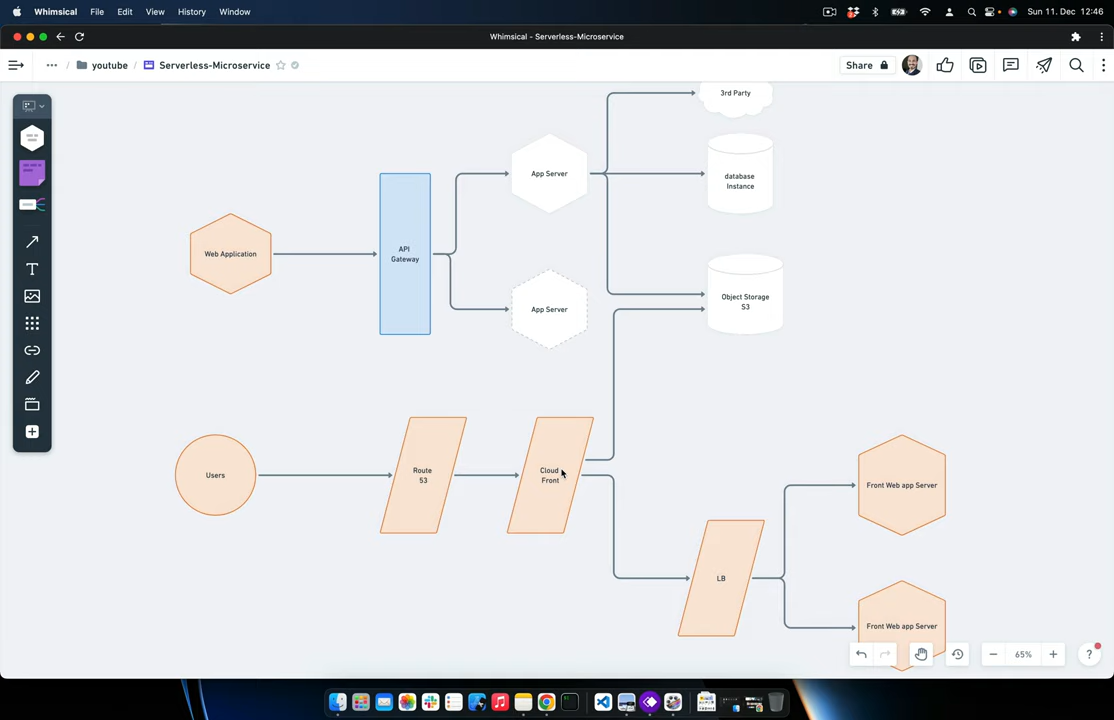 Whimsical File Edit View History Window
Sun 11. Dec 12:46
Whimsical - Serverless-Microservice
youtube
Serverless-Microservice
Share
3rd Party
App Server
database
Instance
API
Gateway
Web Application
Object Storage
S3
App Server
Users
Route
53
Cloud
Front
Front Web app Server
LB
Front Web app Server
65%
?